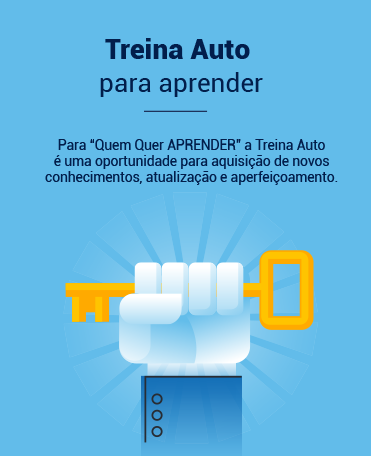 Treina Auto
para aprender
Para “Quem Quer APRENDER” a Treina Auto
é uma oportunidade para aquisição de novos
conhecimentos, atualização e aperfeiçoamento.